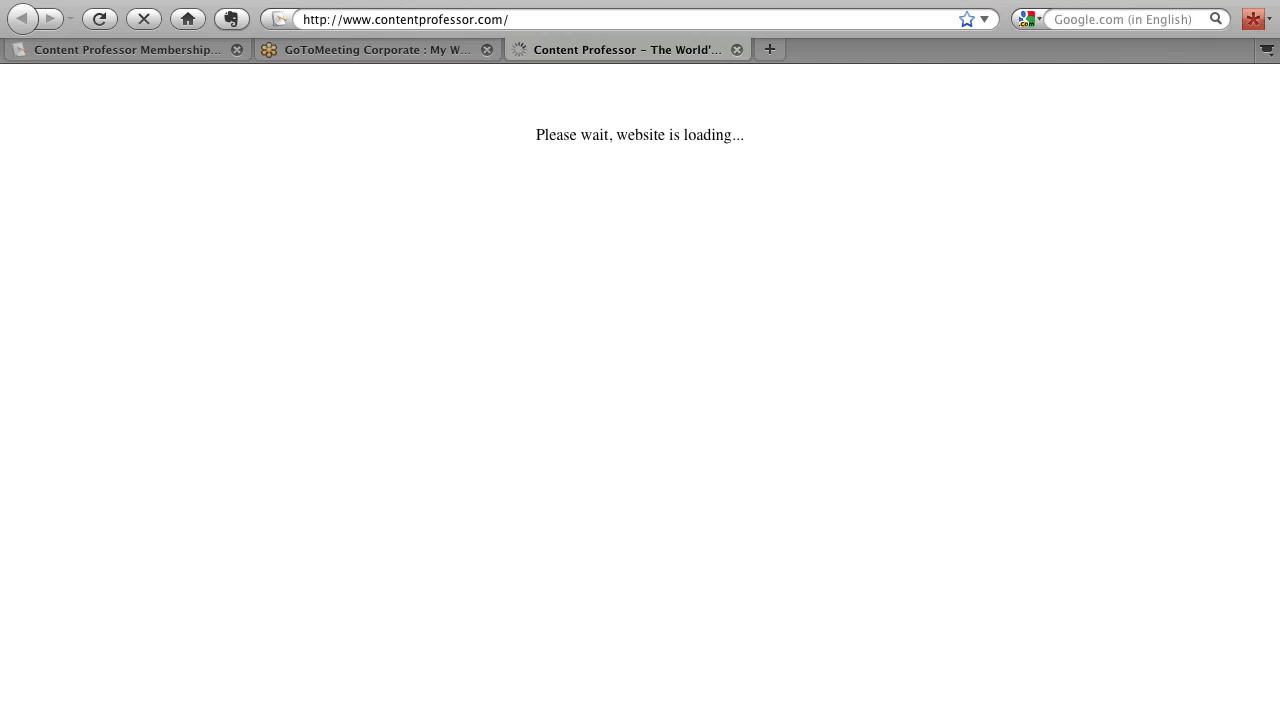 http://www.contentprofessor.com/
Google.com (in English)
Content Professor Membership...
GoToMeeting Corporate : My W...
Content Professor – The World'...
Please wait, website is loading...